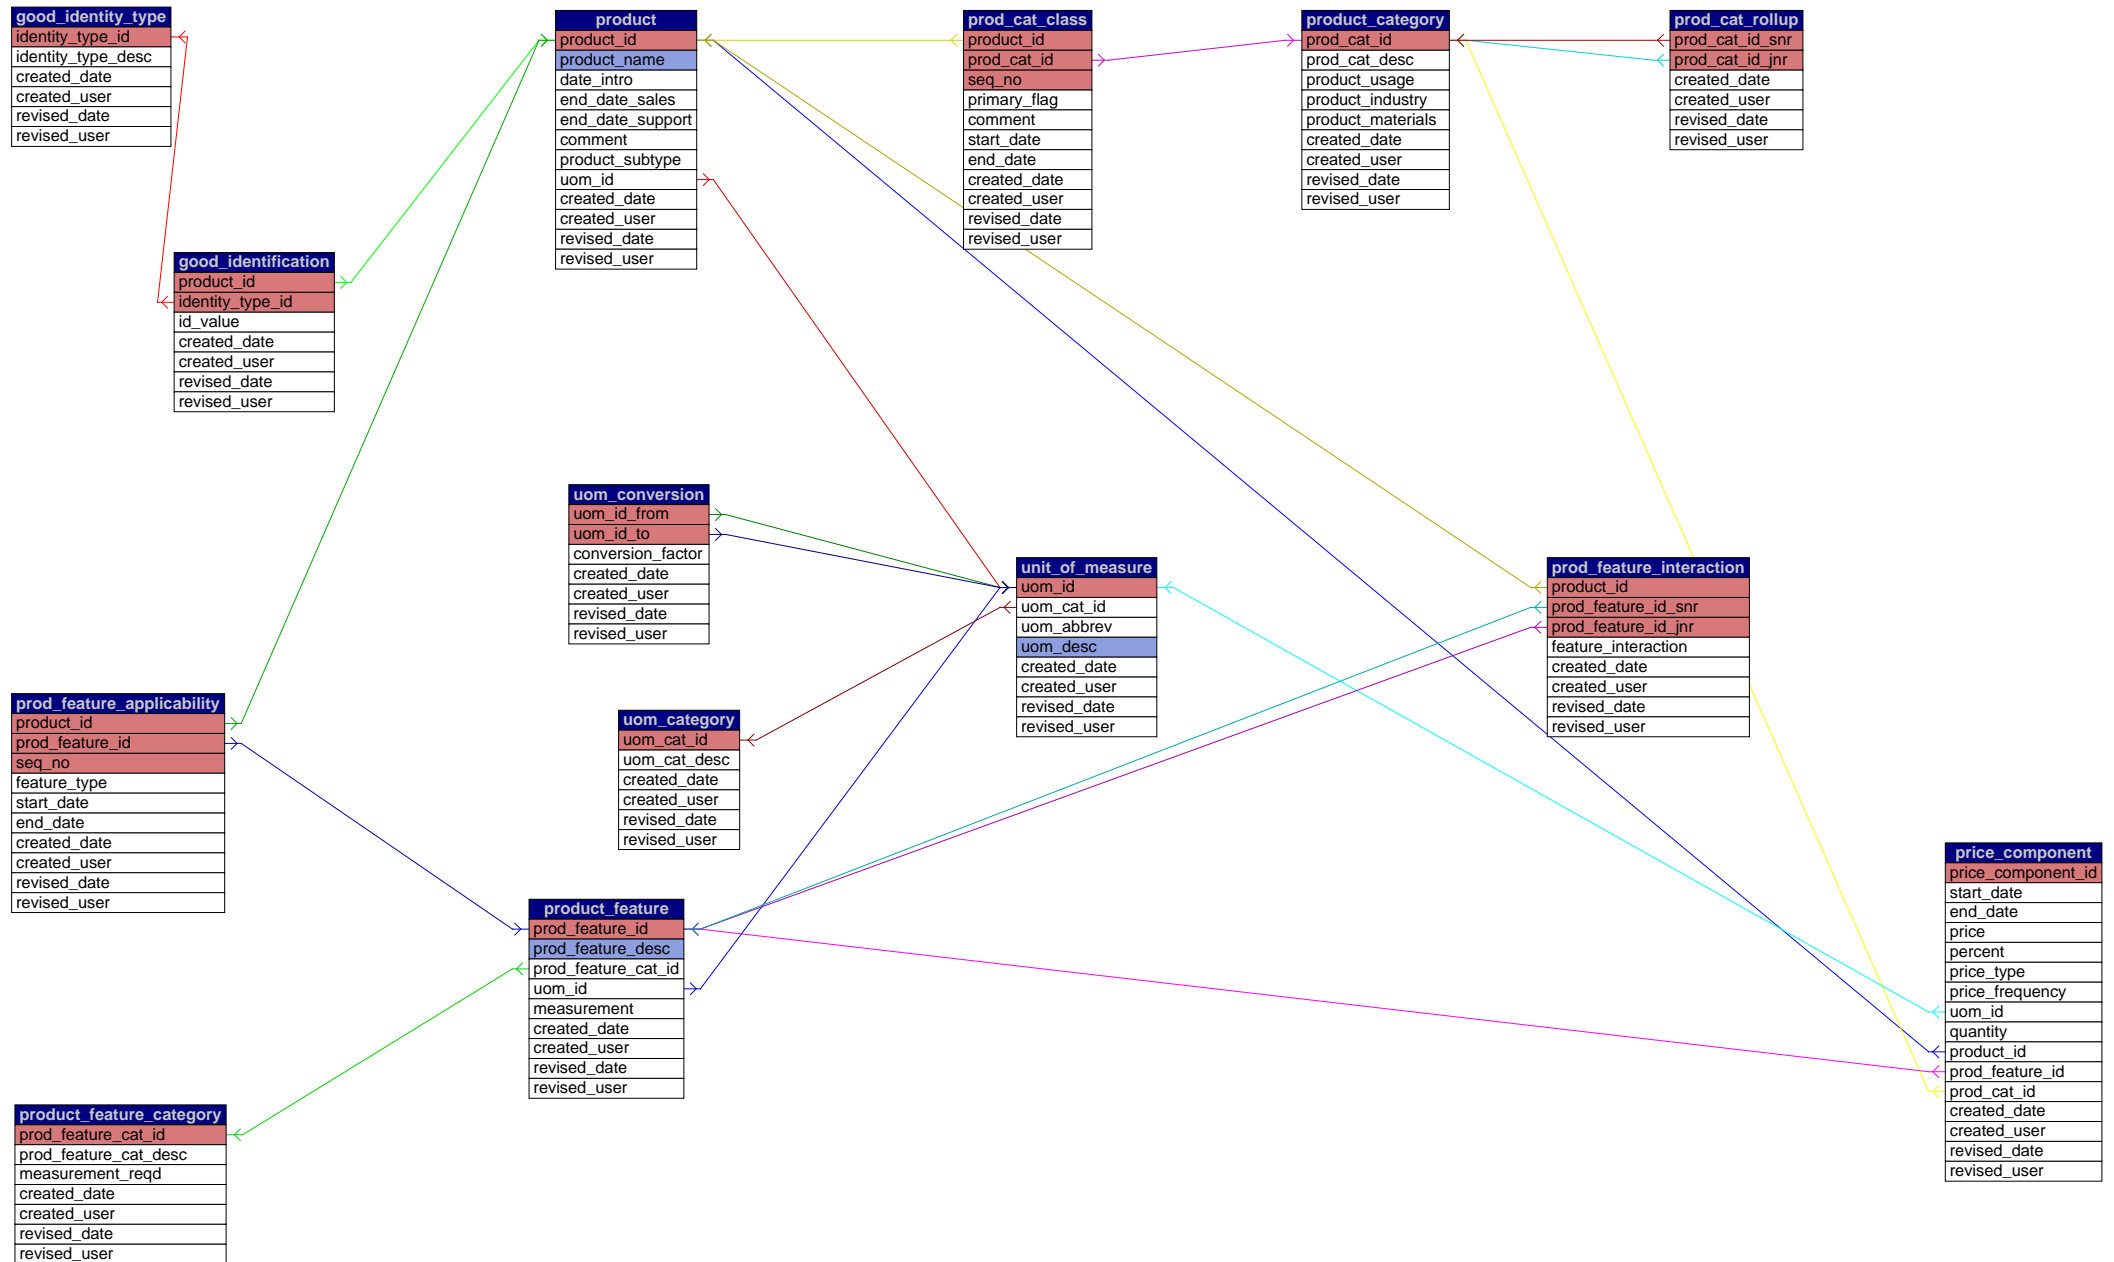 good_identity_type
identity_type_id
identity_type_desc
created_date
created_user
revised_date
revised_user
product
product_id
product_name
date_intro
end_date_sales
end_date_support
comment
product_subtype
uom_id
created_date
created_user
revised_date
revised_user
prod_cat_class
product_id
prod_cat_id
seq_no
primary_flag
comment
start_date
end_date
created_date
created_user
revised_date
revised_user
product_category
prod_cat_id
prod_cat_desc
product_usage
product_industry
product_materials
created_date
created_user
revised_date
revised_user
prod_cat_rollup
prod_cat_id_snr
prod_cat_id_jnr
created_date
created_user
revised_date
revised_user
good_identification
product_id
identity_type_id
id_value
created_date
created_user
revised_date
revised_user
uom_conversion
uom_id_from
uom_id_to
conversion_factor
created_date
created_user
revised_date
revised_user
unit_of_measure
uom_id
uom_cat_id
uom_abbrev
uom_desc
created_date
created_user
revised_date
revised_user
prod_feature_interaction
product_id
prod_feature_id_snr
prod_feature_id_jnr
feature_interaction
created_date
created_user
revised_date
revised_user
prod_feature_applicability
product_id
prod_feature_id
seq_no
feature_type
start_date
end_date
created_date
created_user
revised_date
revised_user
uom_category
uom_cat_id
uom_cat_desc
created_date
created_user
revised_date
revised_user
price_component
price_component_id
start_date
end_date
price
percent
price_type
price_frequency
uom_id
quantity
product_id
prod_feature_id
prod_cat_id
created_date
created_user
revised_date
revised_user
product_feature
prod_feature_id
prod_feature_desc
prod_feature_cat_id
uom_id
measurement
created_date
created_user
revised_date
revised_user
product_feature_category
prod_feature_cat_id
prod_feature_cat_desc
measurement_reqd
created_date
created_user
revised_date
revised_user